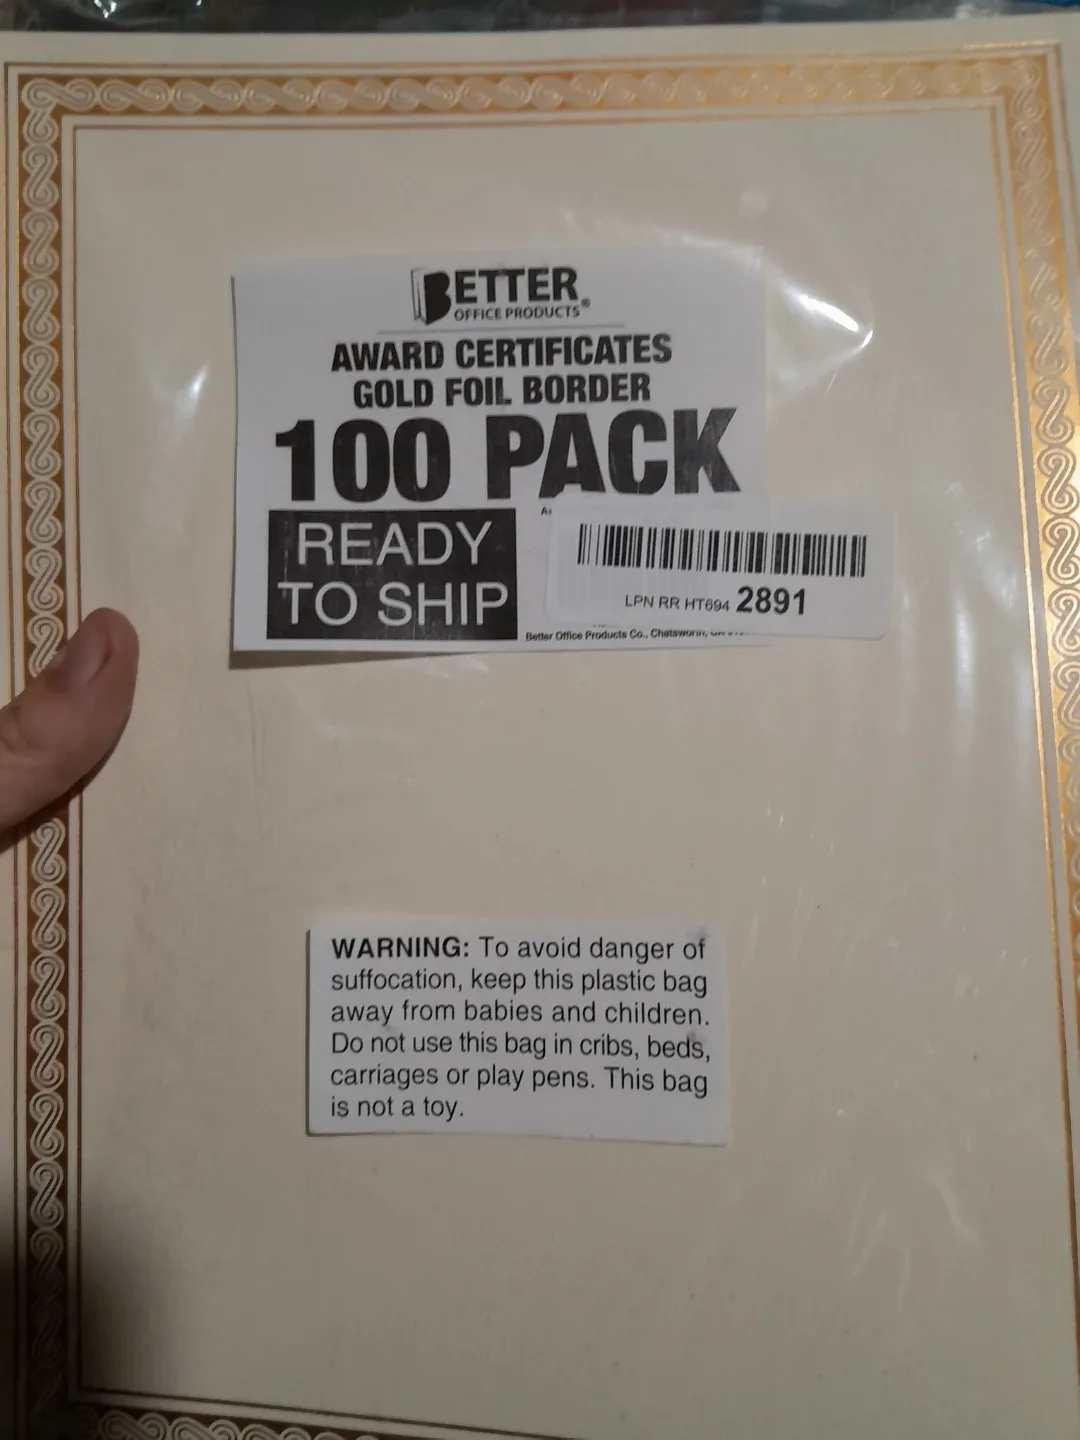 BETTER
OFFICE PRODUCTS®
AWARD CERTIFICATES
GOLD FOIL BORDER
100 PACK
READY
TO SHIP
LPN RR HT694 2891
Better Office Products Co., Chatsworth,
WARNING: To avoid danger of
suffocation, keep this plastic bag
away from babies and children.
Do not use this bag in cribs, beds,
carriages or play pens. This bag
is not a toy.